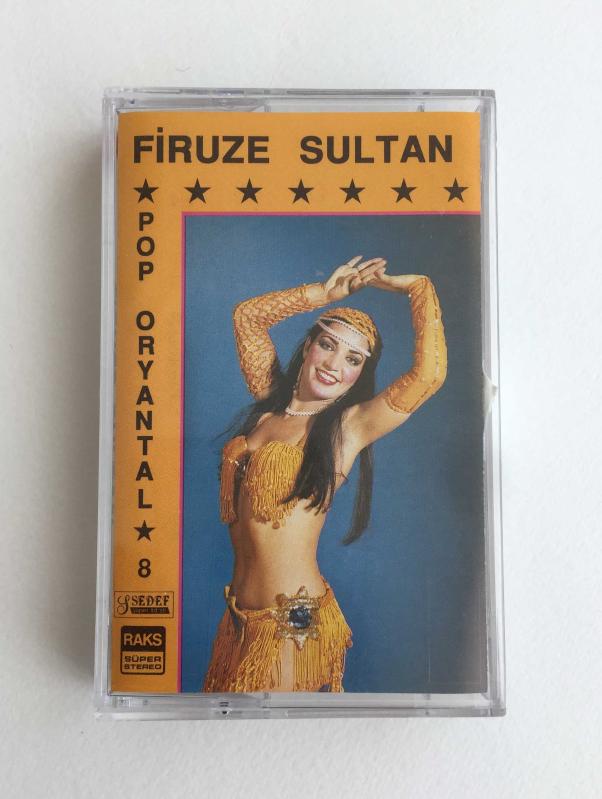 FİRUZE SULTAN
POP ORYANTAL
8
SEDEF
RAKS
SÜPER
STEREO